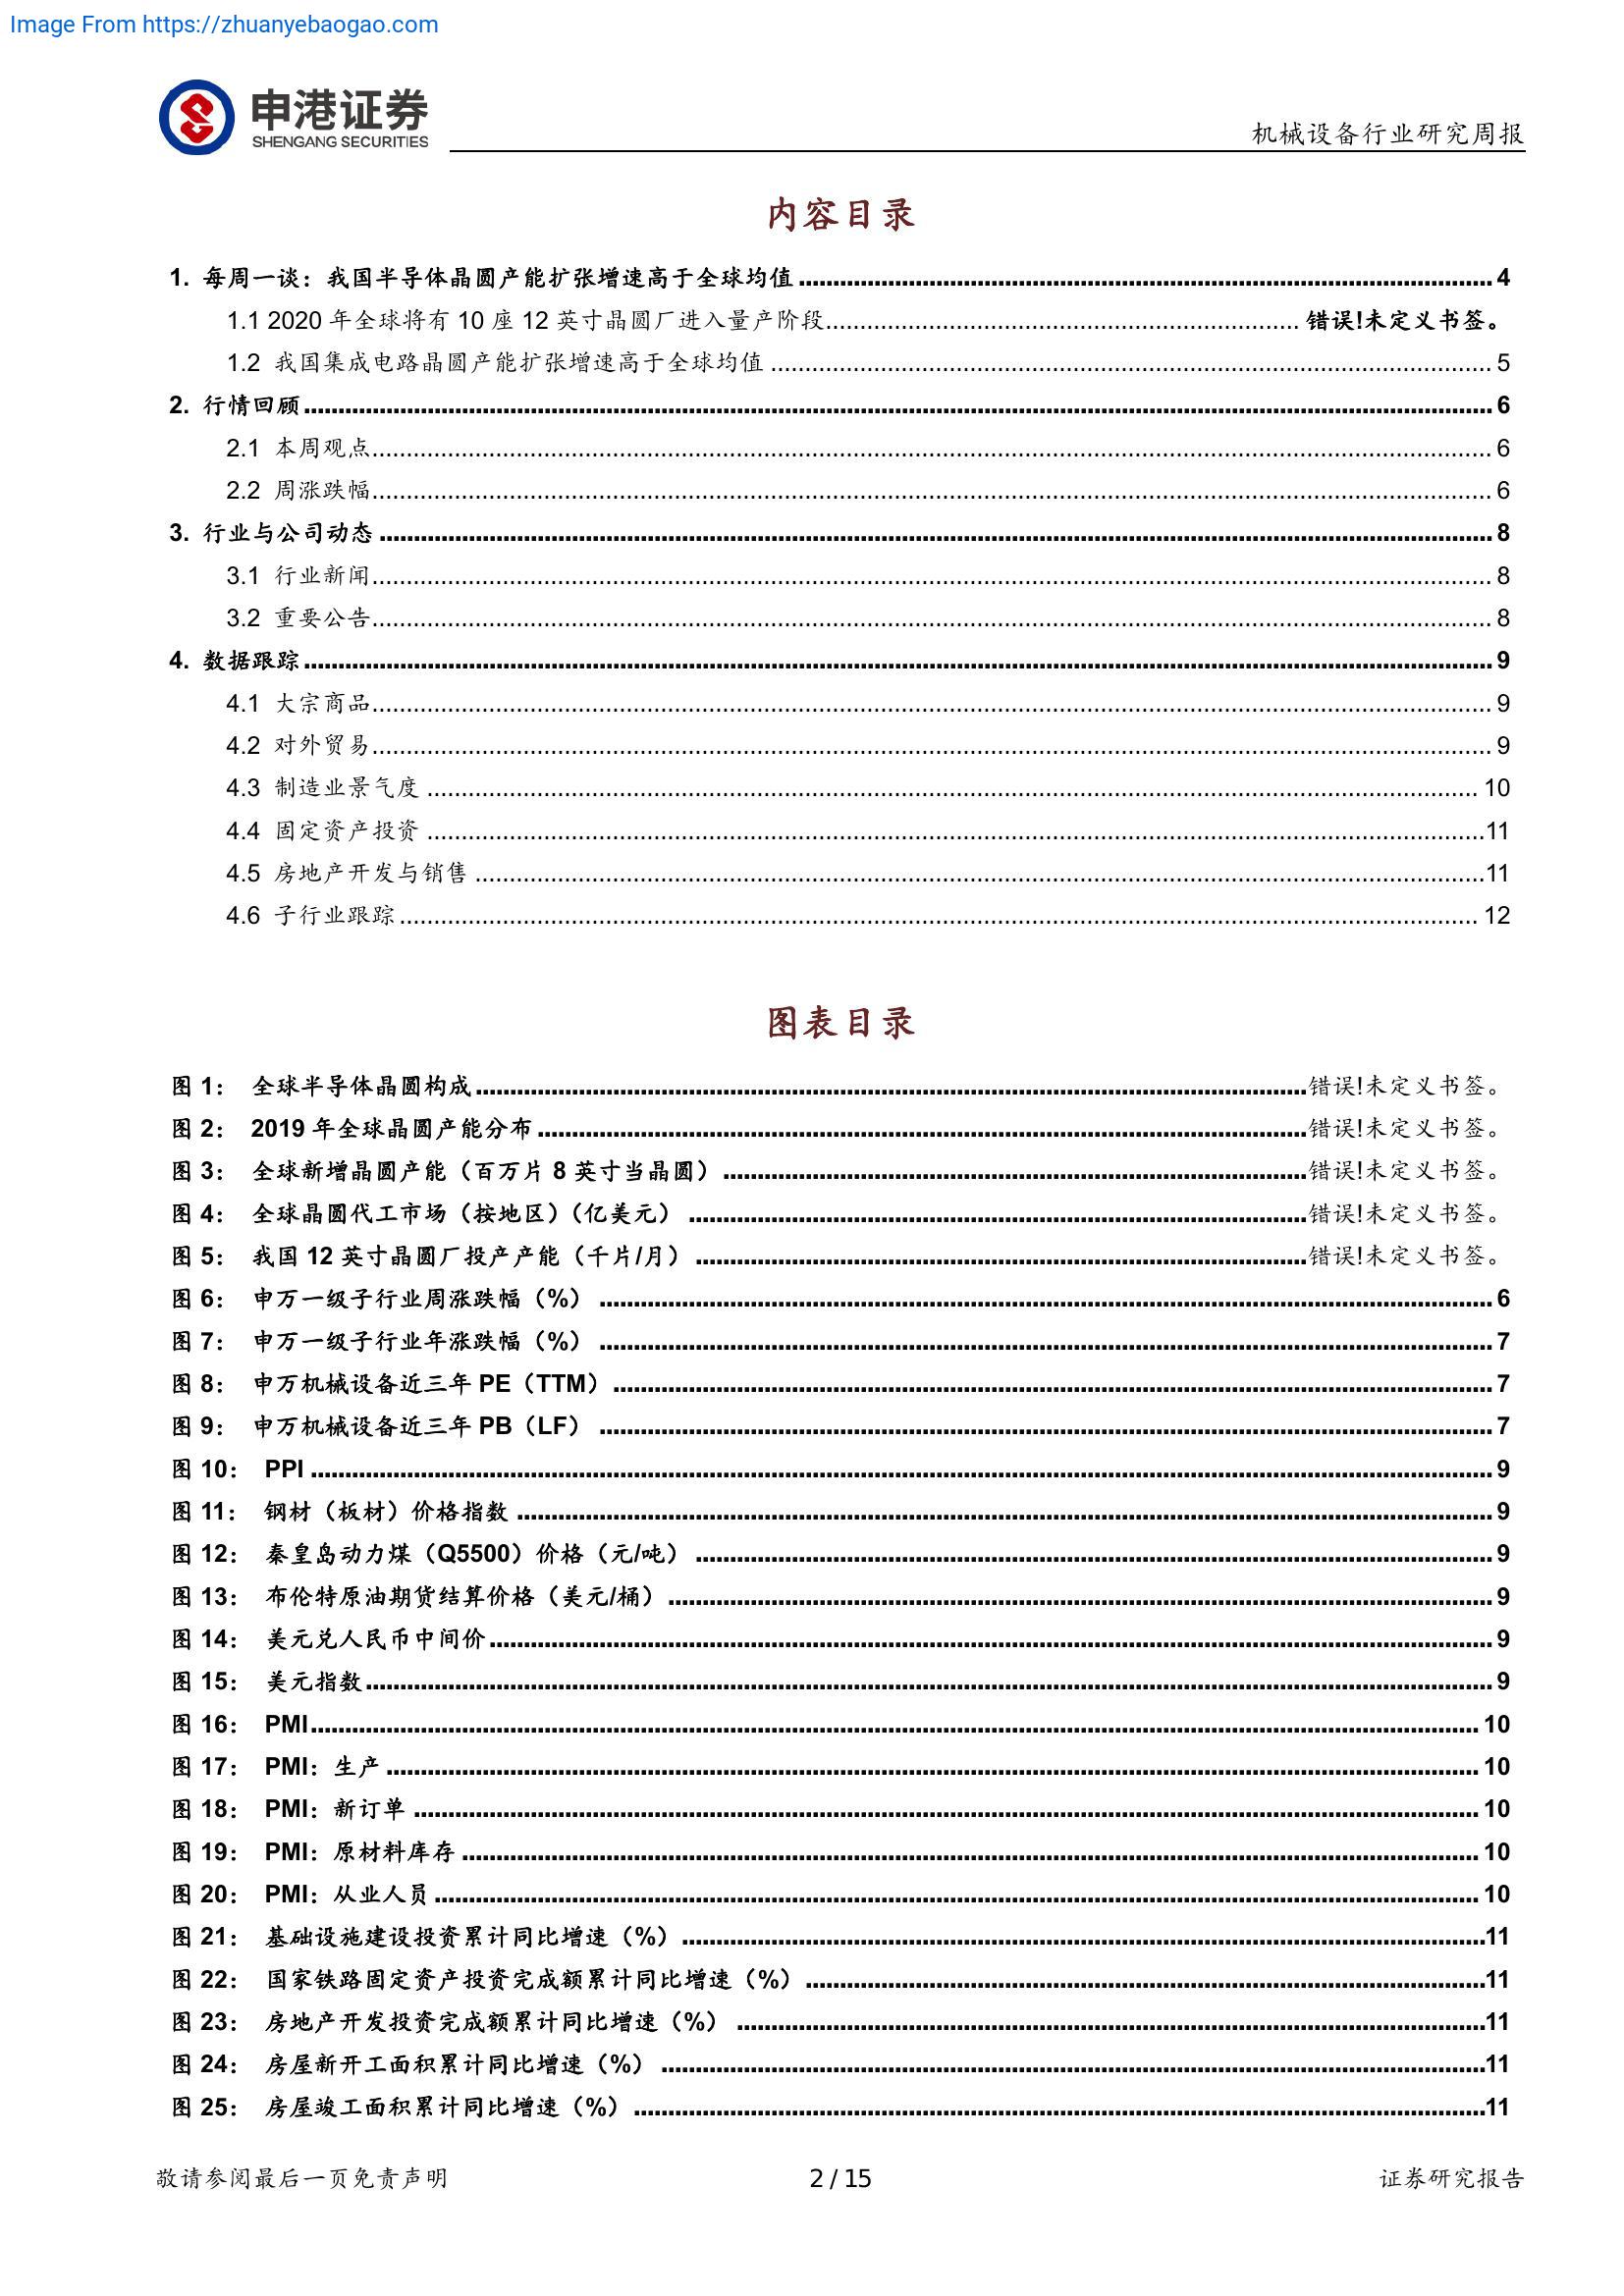 Image From https://zhuanyebaogao.com
申港证券
SHENGANG SECURITIES
机械设备行业研究周报
内容目录
1. 每周一谈：我国半导体晶圆产能扩张增速高于全球均值 4
1.1 2020 年全球将有 10 座 12 英寸晶圆厂进入量产阶段 错误!未定义书签。
1.2 我国集成电路晶圆产能扩张增速高于全球均值 5
2. 行情回顾 6
2.1 本周观点 6
2.2 周涨跌幅 6
3. 行业与公司动态 8
3.1 行业新闻 8
3.2 重要公告 8
4. 数据跟踪 9
4.1 大宗商品 9
4.2 对外贸易 9
4.3 制造业景气度 10
4.4 固定资产投资 11
4.5 房地产开发与销售 11
4.6 子行业跟踪 12
图表目录
图 1： 全球半导体晶圆构成 错误!未定义书签。
图 2： 2019 年全球晶圆产能分布 错误!未定义书签。
图 3： 全球新增晶圆产能（百万片 8 英寸当晶圆） 错误!未定义书签。
图 4： 全球晶圆代工市场（按地区）（亿美元） 错误!未定义书签。
图 5： 我国 12 英寸晶圆厂投产产能（千片/月） 错误!未定义书签。
图 6： 申万一级子行业周涨跌幅（%） 6
图 7： 申万一级子行业年涨跌幅（%） 7
图 8： 申万机械设备近三年 PE（TTM） 7
图 9： 申万机械设备近三年 PB（LF） 7
图 10： PPI 9
图 11： 钢材（板材）价格指数 9
图 12： 秦皇岛动力煤（Q5500）价格（元/吨） 9
图 13： 布伦特原油期货结算价格（美元/桶） 9
图 14： 美元兑人民币中间价 9
图 15： 美元指数 9
图 16： PMI 10
图 17： PMI：生产 10
图 18： PMI：新订单 10
图 19： PMI：原材料库存 10
图 20： PMI：从业人员 10
图 21： 基础设施建设投资累计同比增速（%） 11
图 22： 国家铁路固定资产投资完成额累计同比增速（%） 11
图 23： 房地产开发投资完成额累计同比增速（%） 11
图 24： 房屋新开工面积累计同比增速（%） 11
图 25： 房屋竣工面积累计同比增速（%） 11
敬请参阅最后一页免责声明
2 / 15
证券研究报告